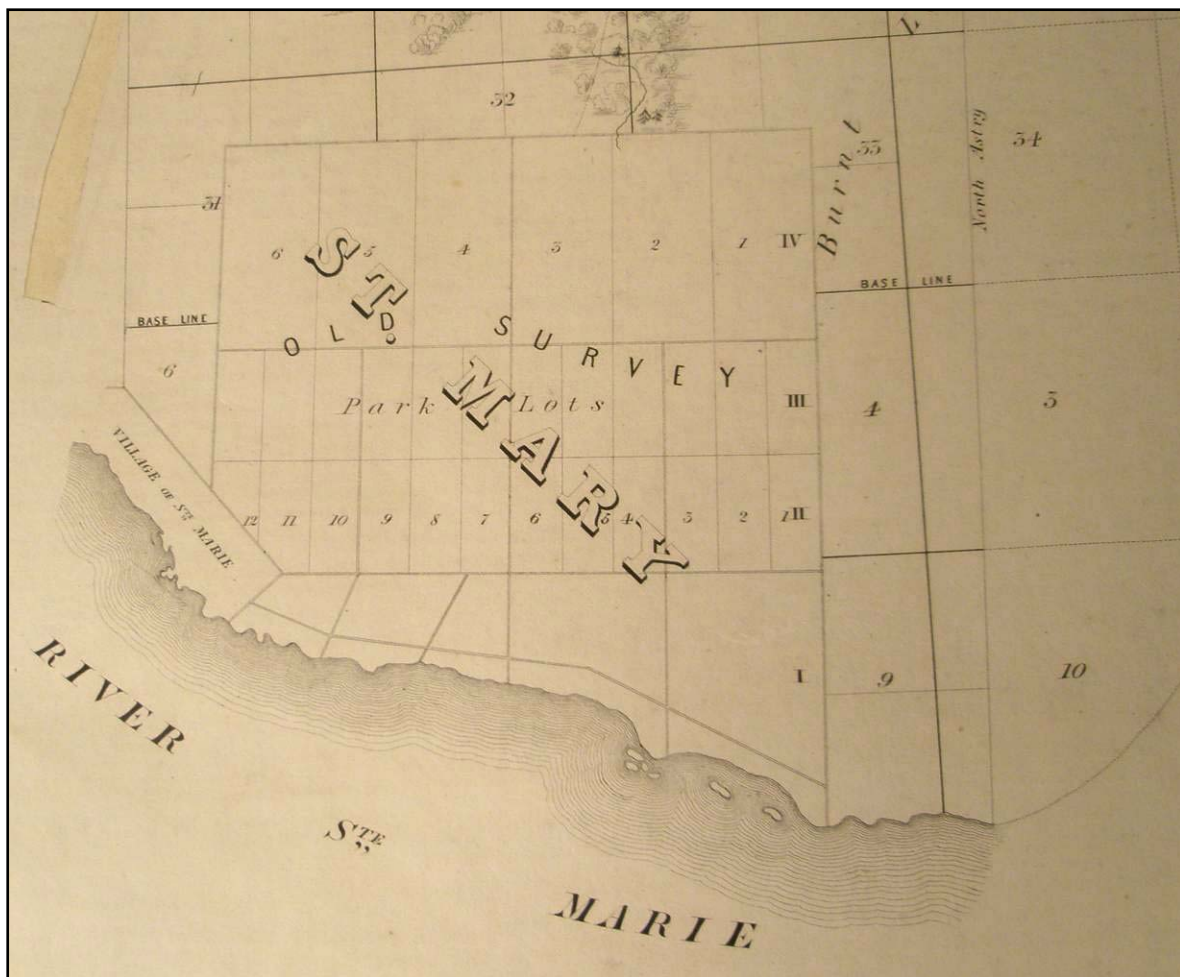 32
Burnt
33
North Astry
34
31
6 5 4 3 2 1 IV
ST.
BASE LINE
BASE LINE
OLD SURVEY
6
Park Lots
III
4
3
MARY
VILLAGE OF STE MARIE
12 11 10 9 8 7 6 5 4 3 2 1 II
I
9
10
RIVER
STE
MARIE